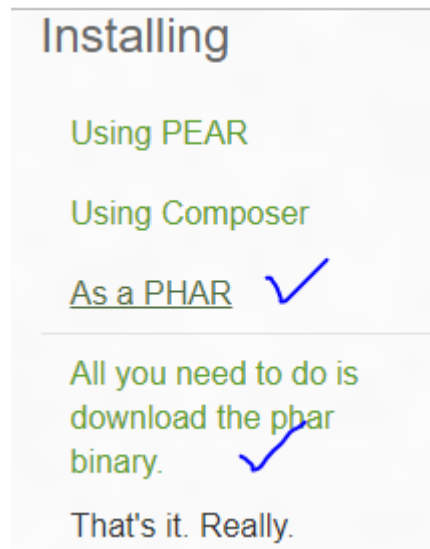 Installing
Using PEAR
Using Composer
As a PHAR
All you need to do is
download the phar
binary.
That's it. Really.